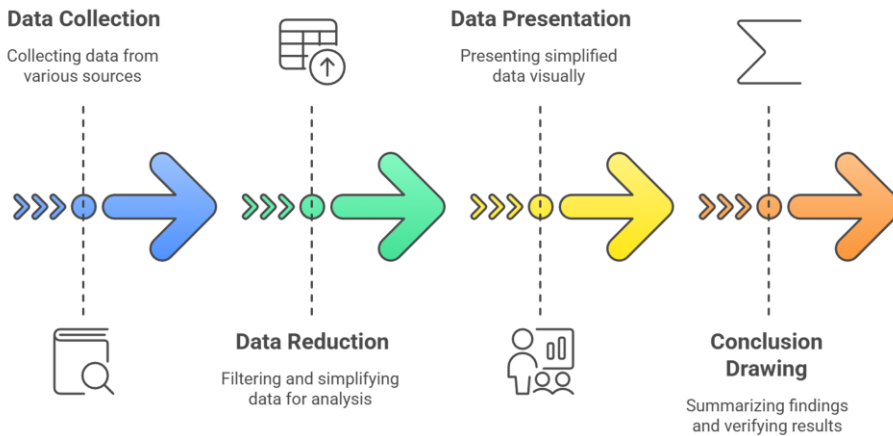 Data Collection
Collecting data from
various sources
Data Reduction
Filtering and simplifying
data for analysis
Data Presentation
Presenting simplified
data visually
Conclusion
Drawing
Summarizing findings
and verifying results